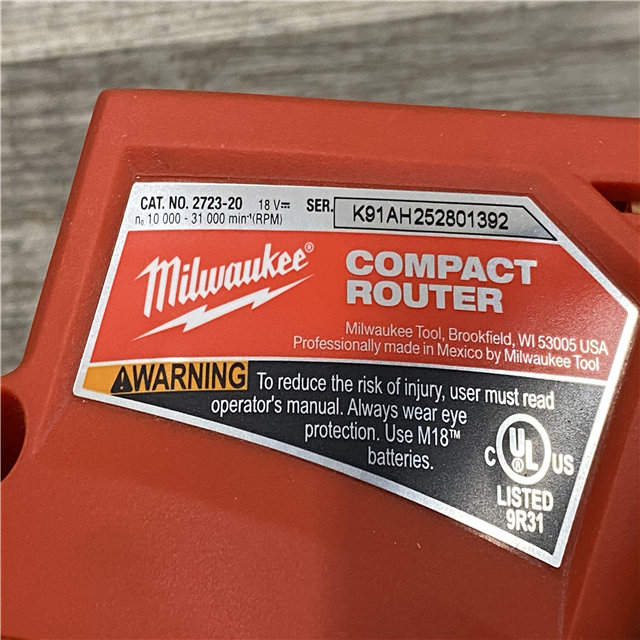 CAT. NO. 2723-20 18 V⎓ SER. K91AH252801392
n₀ 10 000 - 31 000 min⁻¹(RPM)
Milwaukee®
COMPACT
ROUTER
Milwaukee Tool, Brookfield, WI 53005 USA
Professionally made in Mexico by Milwaukee Tool
WARNING To reduce the risk of injury, user must read
operator's manual. Always wear eye
protection. Use M18™
batteries.
C UL® US
LISTED
9R31